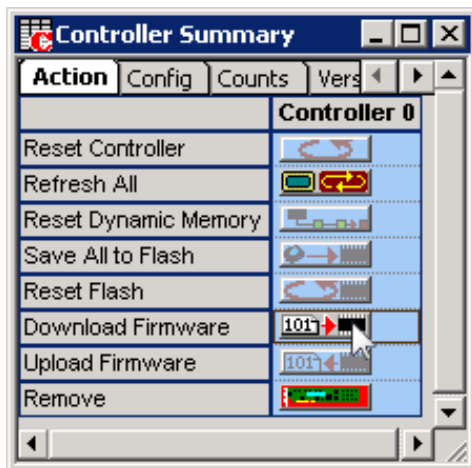 Controller Summary
Action Config Counts Vers
Controller 0
Reset Controller
Refresh All
Reset Dynamic Memory
Save All to Flash
Reset Flash
Download Firmware 101
Upload Firmware 101
Remove